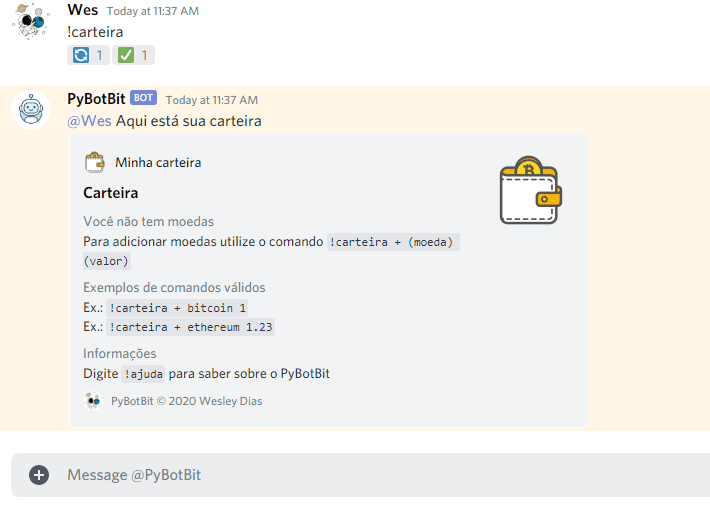 Wes Today at 11:37 AM
!carteira
1 1
PyBotBit BOT Today at 11:37 AM
@Wes Aqui está sua carteira
Minha carteira
Carteira
Você não tem moedas
Para adicionar moedas utilize o comando !carteira + (moeda)
(valor)
Exemplos de comandos válidos
Ex.: !carteira + bitcoin 1
Ex.: !carteira + ethereum 1.23
Informações
Digite !ajuda para saber sobre o PyBotBit
PyBotBit © 2020 Wesley Dias
Message @PyBotBit